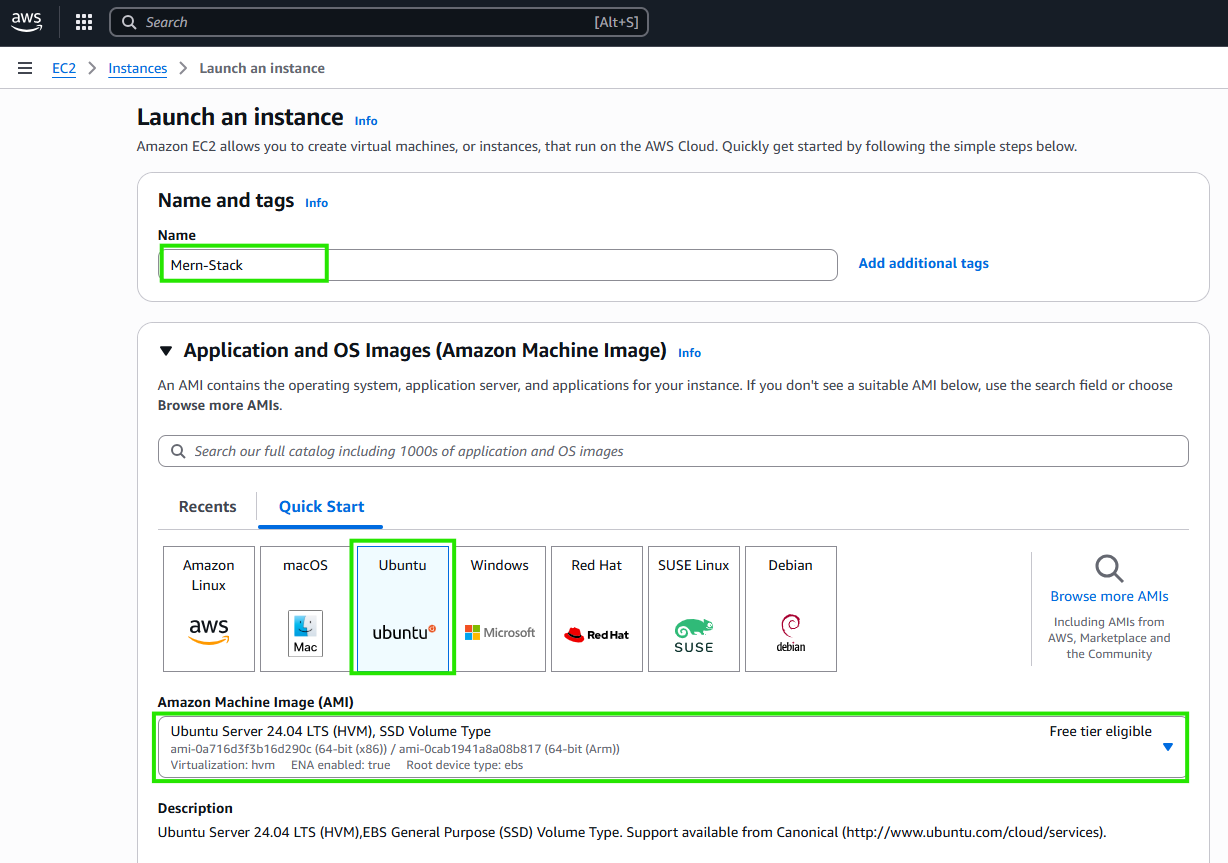 aws
Search [Alt+S]
EC2 Instances Launch an instance
Launch an instance Info
Amazon EC2 allows you to create virtual machines, or instances, that run on the AWS Cloud. Quickly get started by following the simple steps below.
Name and tags Info
Name
Mern-Stack
Add additional tags
Application and OS Images (Amazon Machine Image) Info
An AMI contains the operating system, application server, and applications for your instance. If you don't see a suitable AMI below, use the search field or choose
Browse more AMIs.
Search our full catalog including 1000s of application and OS images
Recents Quick Start
Amazon
Linux
aws
macOS
Mac
Ubuntu
ubuntu
Windows
Microsoft
Red Hat
Red Hat
SUSE Linux
SUSE
Debian
debian
Browse more AMIs
Including AMIs from
AWS, Marketplace and
the Community
Amazon Machine Image (AMI)
Ubuntu Server 24.04 LTS (HVM), SSD Volume Type Free tier eligible
ami-0a716d3f3b16d290c (64-bit (x86)) / ami-0cab1941a8a08b817 (64-bit (Arm))
Virtualization: hvm ENA enabled: true Root device type: ebs
Description
Ubuntu Server 24.04 LTS (HVM),EBS General Purpose (SSD) Volume Type. Support available from Canonical (http://www.ubuntu.com/cloud/services).